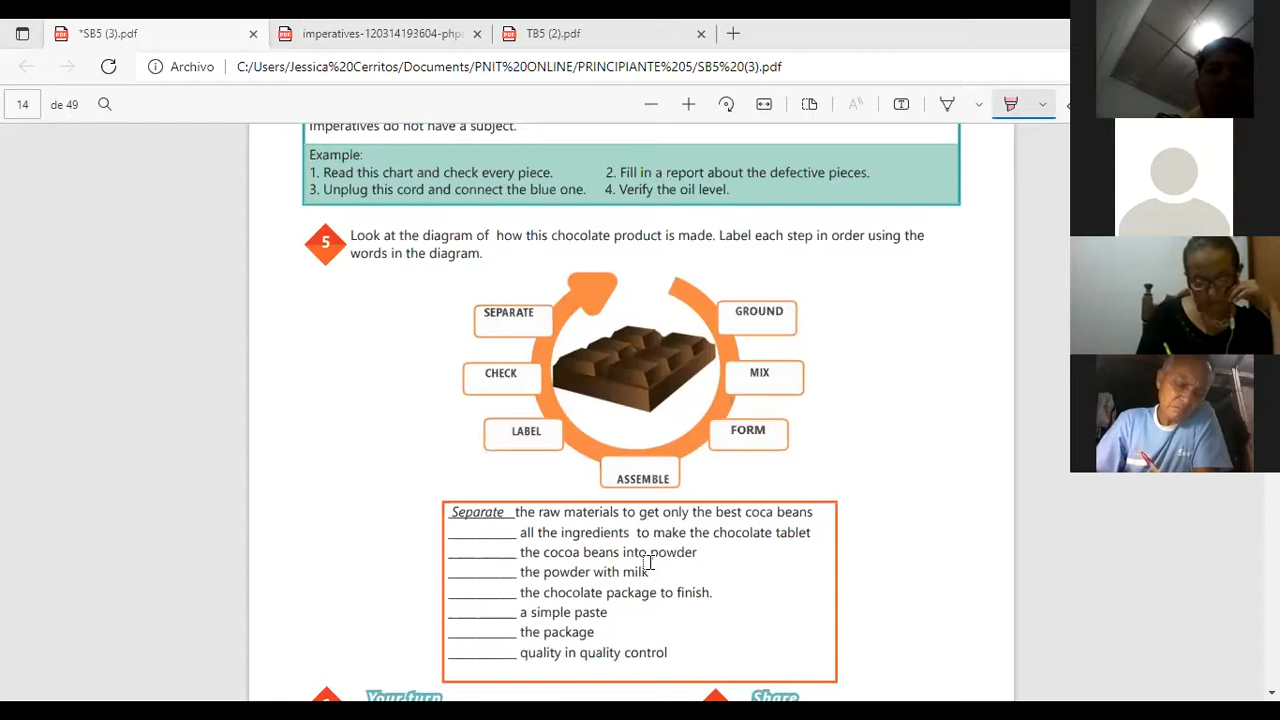 *SB5 (3).pdf
imperatives-120314193604-php
TB5 (2).pdf
Archivo
C:/Users/Jessica%20Cerritos/Documents/PNIT%20ONLINE/PRINCIPIANTE%205/SB5%20(3).pdf
14
de 49
Imperatives do not have a subject.
Example:
1. Read this chart and check every piece. 2. Fill in a report about the defective pieces.
3. Unplug this cord and connect the blue one. 4. Verify the oil level.
5 Look at the diagram of how this chocolate product is made. Label each step in order using the
words in the diagram.
SEPARATE
GROUND
CHECK
MIX
LABEL
FORM
ASSEMBLE
Separate the raw materials to get only the best coca beans
__________ all the ingredients to make the chocolate tablet
__________ the cocoa beans into powder
__________ the powder with milk
__________ the chocolate package to finish.
__________ a simple paste
__________ the package
__________ quality in quality control
Your turn
Share